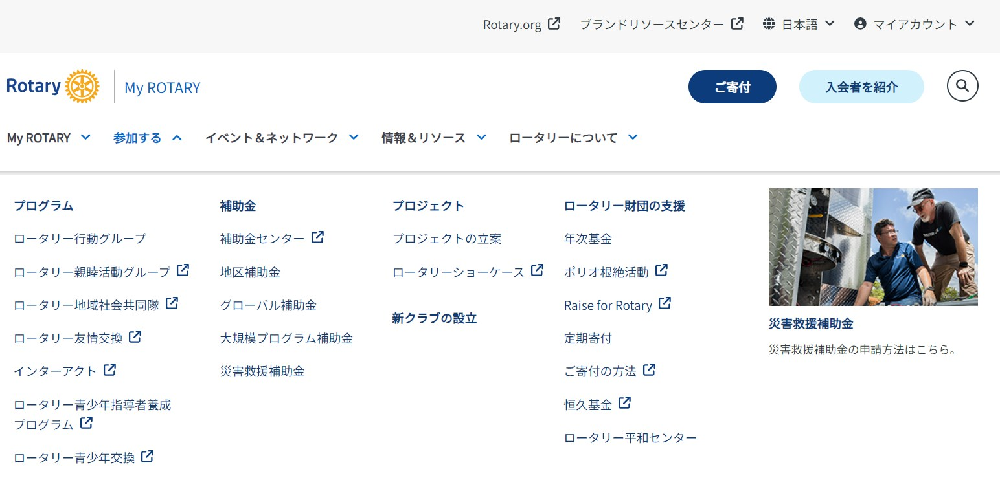 Rotary.org
ブランドリソースセンター
日本語
マイアカウント
Rotary
My ROTARY
ご寄付
入会者を紹介
My ROTARY
参加する
イベント＆ネットワーク
情報＆リソース
ロータリーについて
プログラム
ロータリー行動グループ
ロータリー親睦活動グループ
ロータリー地域社会共同隊
ロータリー友情交換
インターアクト
ロータリー青少年指導者養成
プログラム
ロータリー青少年交換
補助金
補助金センター
地区補助金
グローバル補助金
大規模プログラム補助金
災害救援補助金
プロジェクト
プロジェクトの立案
ロータリーショーケース
新クラブの設立
ロータリー財団の支援
年次基金
ポリオ根絶活動
Raise for Rotary
定期寄付
ご寄付の方法
恒久基金
ロータリー平和センター
災害救援補助金
災害救援補助金の申請方法はこちら。